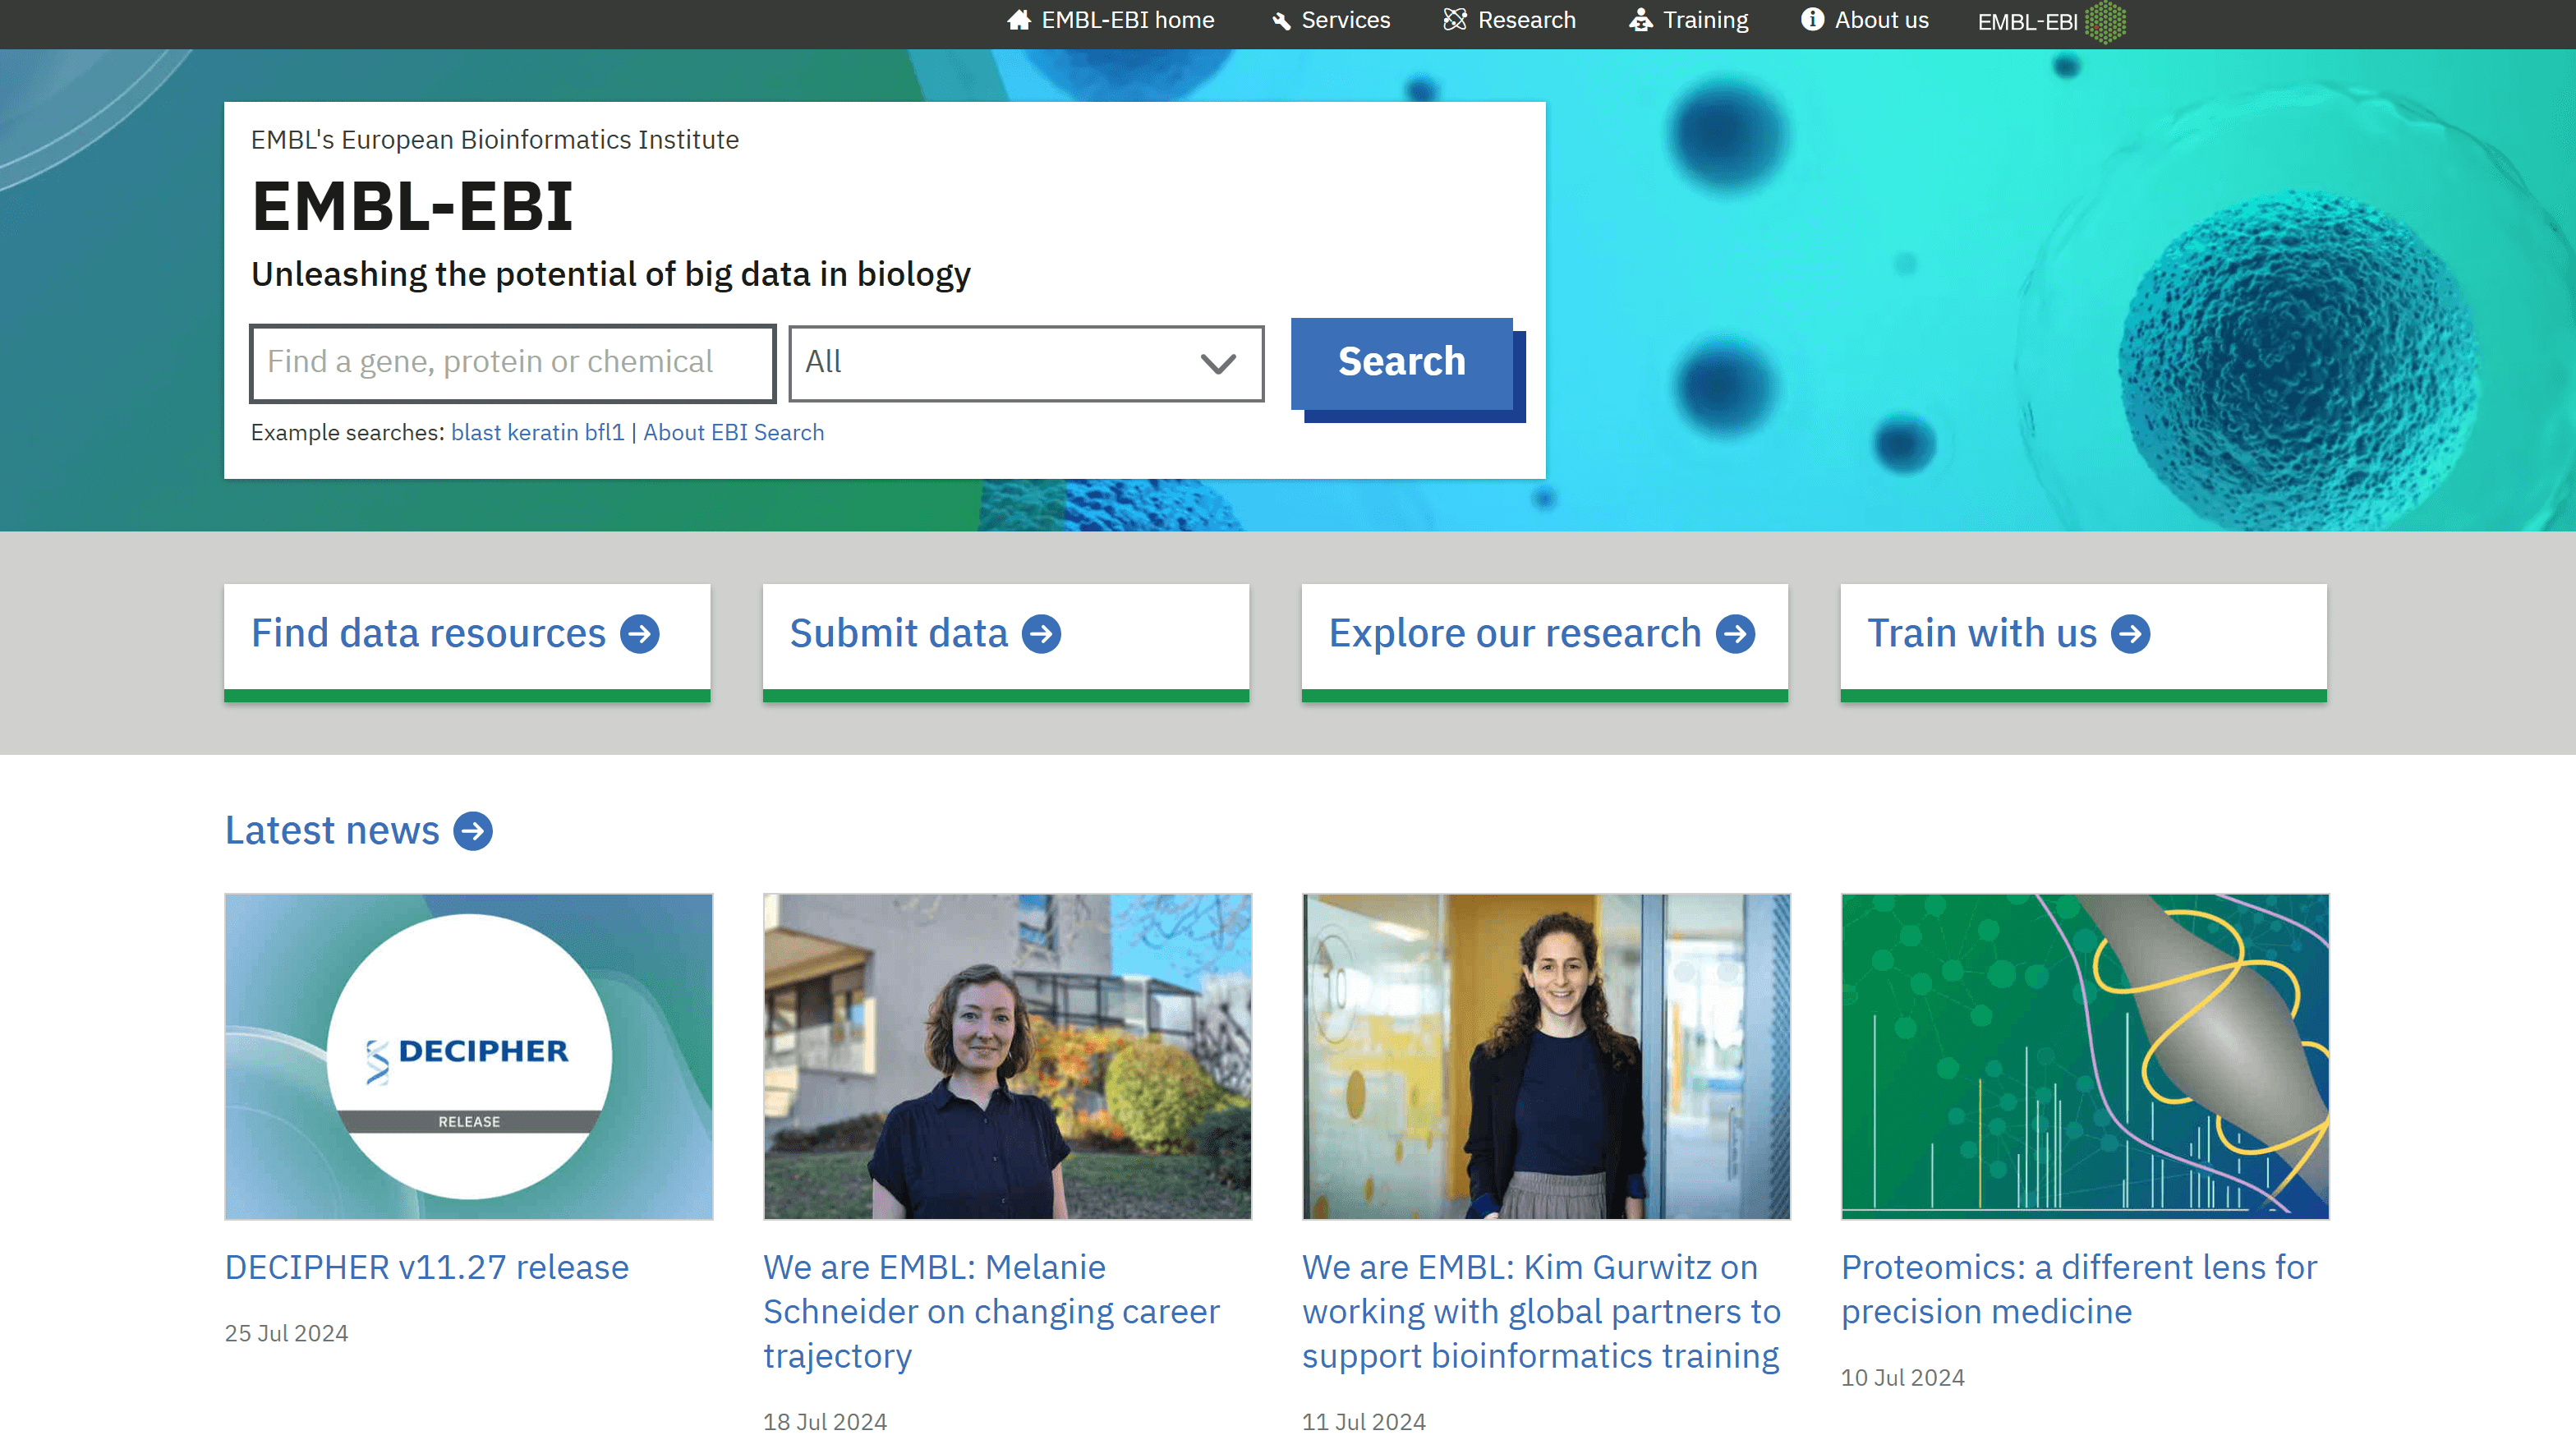 EMBL-EBI home Services Research Training About us EMBL-EBI
EMBL's European Bioinformatics Institute
EMBL-EBI
Unleashing the potential of big data in biology
Find a gene, protein or chemical
All
Search
Example searches: blast keratin bfl1 | About EBI Search
Find data resources
Submit data
Explore our research
Train with us
Latest news
DECIPHER
RELEASE
DECIPHER v11.27 release
25 Jul 2024
We are EMBL: Melanie
Schneider on changing career
trajectory
18 Jul 2024
We are EMBL: Kim Gurwitz on
working with global partners to
support bioinformatics training
11 Jul 2024
Proteomics: a different lens for
precision medicine
10 Jul 2024